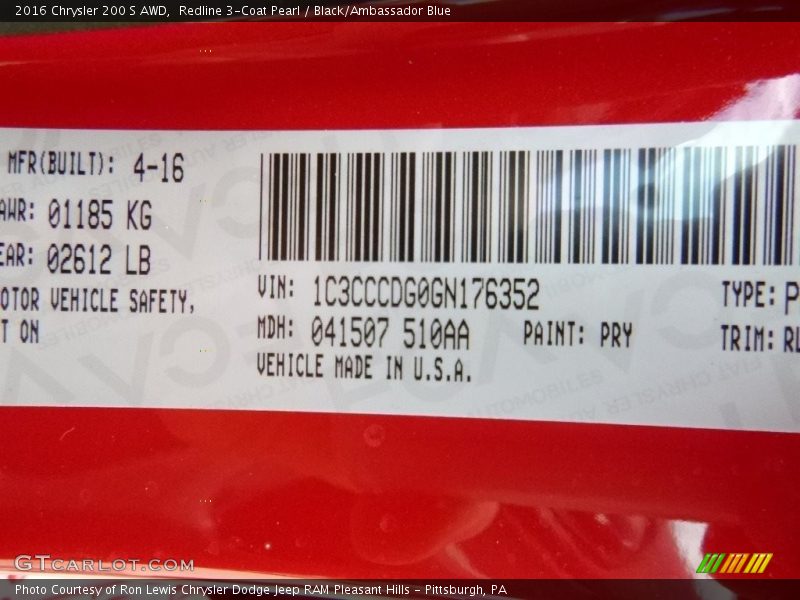 2016 Chrysler 200 S AWD,  Redline 3-Coat Pearl / Black/Ambassador Blue
MFR(BUILT): 4-16
AWR: 01185 KG
EAR: 02612 LB
OTOR VEHICLE SAFETY,
T ON
VIN: 1C3CCCDG0GN176352
MDH: 041507 510AA
PAINT: PRY
VEHICLE MADE IN U.S.A.
TYPE: P
TRIM: RL
GTCARLOT.COM
Photo Courtesy of Ron Lewis Chrysler Dodge Jeep RAM Pleasant Hills - Pittsburgh, PA